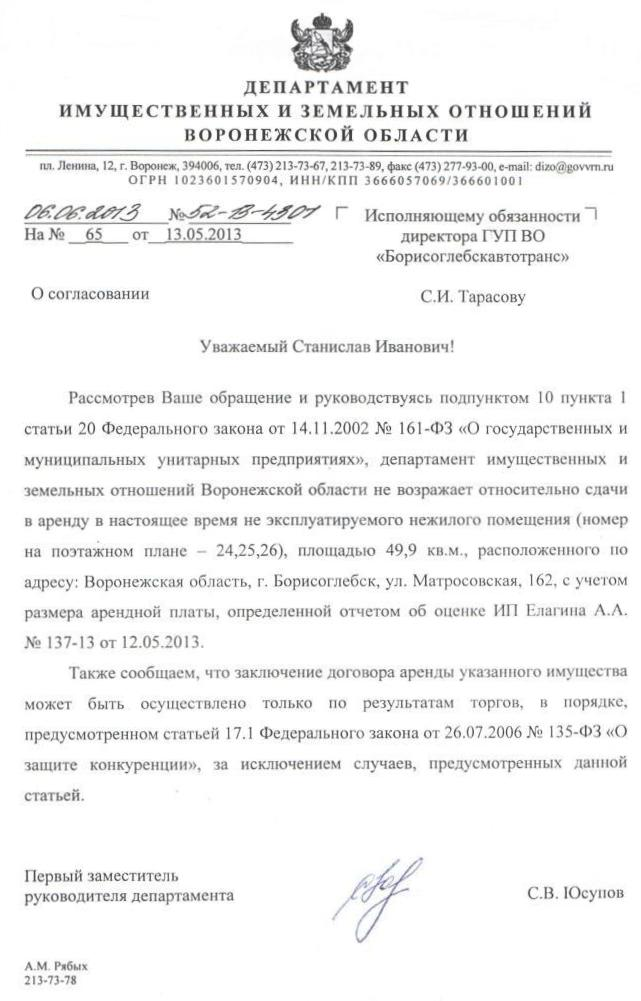 ДЕПАРТАМЕНТ
ИМУЩЕСТВЕННЫХ И ЗЕМЕЛЬНЫХ ОТНОШЕНИЙ
ВОРОНЕЖСКОЙ ОБЛАСТИ
пл. Ленина, 12, г. Воронеж, 394006, тел. (473) 213-73-67, 213-73-89, факс (473) 277-93-00, e-mail: dizo@govvrn.ru
ОГРН 1023601570904, ИНН/КПП 3666057069/366601001
06.06.2013 № 52-13-4901
На № 65 от 13.05.2013
Исполняющему обязанности
директора ГУП ВО
«Борисоглебскавтотранс»
О согласовании
С.И. Тарасову
Уважаемый Станислав Иванович!
Рассмотрев Ваше обращение и руководствуясь подпунктом 10 пункта 1
статьи 20 Федерального закона от 14.11.2002 № 161-ФЗ «О государственных и
муниципальных унитарных предприятиях», департамент имущественных и
земельных отношений Воронежской области не возражает относительно сдачи
в аренду в настоящее время не эксплуатируемого нежилого помещения (номер
на поэтажном плане – 24,25,26), площадью 49,9 кв.м., расположенного по
адресу: Воронежская область, г. Борисоглебск, ул. Матросовская, 162, с учетом
размера арендной платы, определенной отчетом об оценке ИП Елагина А.А.
№ 137-13 от 12.05.2013.
Также сообщаем, что заключение договора аренды указанного имущества
может быть осуществлено только по результатам торгов, в порядке,
предусмотренном статьей 17.1 Федерального закона от 26.07.2006 № 135-ФЗ «О
защите конкуренции», за исключением случаев, предусмотренных данной
статьей.
Первый заместитель
руководителя департамента
С.В. Юсупов
А.М. Рябых
213-73-78